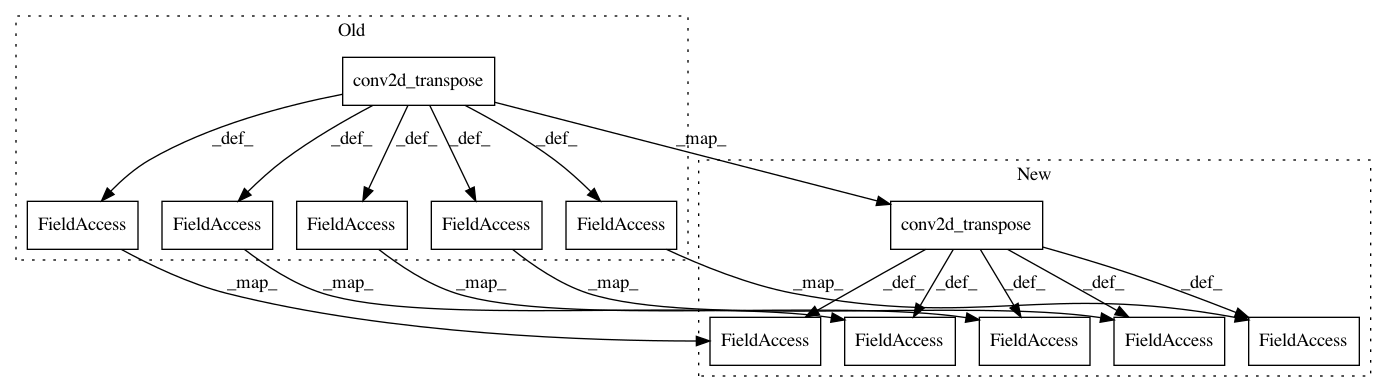 Old
conv2d_transpose
_def_
_def_
_def_
_def_
_def_
_map_
New
FieldAccess
FieldAccess
FieldAccess
FieldAccess
FieldAccess
conv2d_transpose
_map_
_map_
_map_
_map_
_map_
_def_
_def_
_def_
_def_
_def_
FieldAccess
FieldAccess
FieldAccess
FieldAccess
FieldAccess